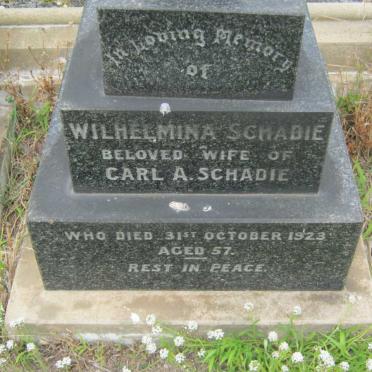 In Loving Memory
of
WILHELMINA SCHADIE
BELOVED WIFE OF
CARL A. SCHADIE
WHO DIED 31ST OCTOBER 1923
AGED 57.
REST IN PEACE.